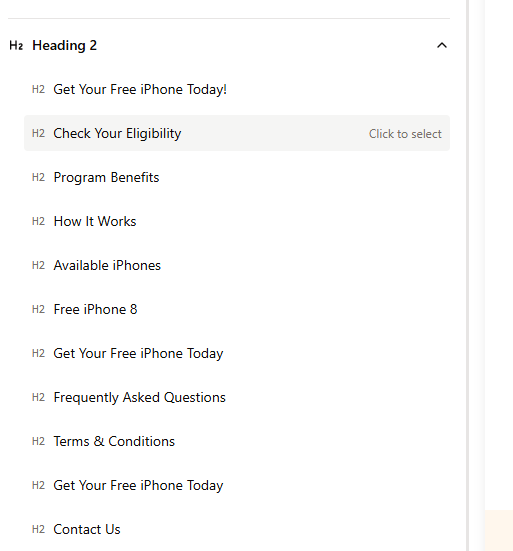 H2 Heading 2
H2 Get Your Free iPhone Today!
H2 Check Your Eligibility Click to select
H2 Program Benefits
H2 How It Works
H2 Available iPhones
H2 Free iPhone 8
H2 Get Your Free iPhone Today
H2 Frequently Asked Questions
H2 Terms & Conditions
H2 Get Your Free iPhone Today
H2 Contact Us